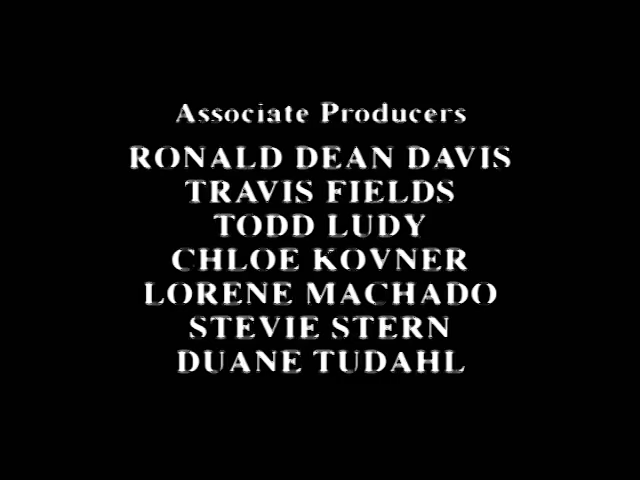 Associate Producers
RONALD DEAN DAVIS
TRAVIS FIELDS
TODD LUDY
CHLOE KOVNER
LORENE MACHADO
STEVIE STERN
DUANE TUDAHL